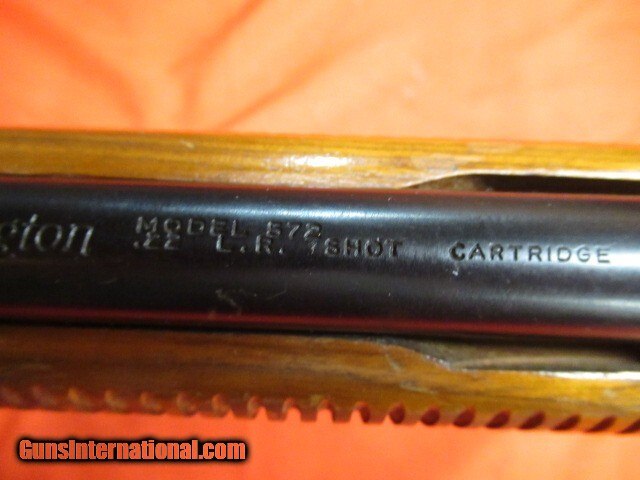 gton
MODEL 572
.22 L.R. SHOT CARTRIDGE
GunsInternational.com